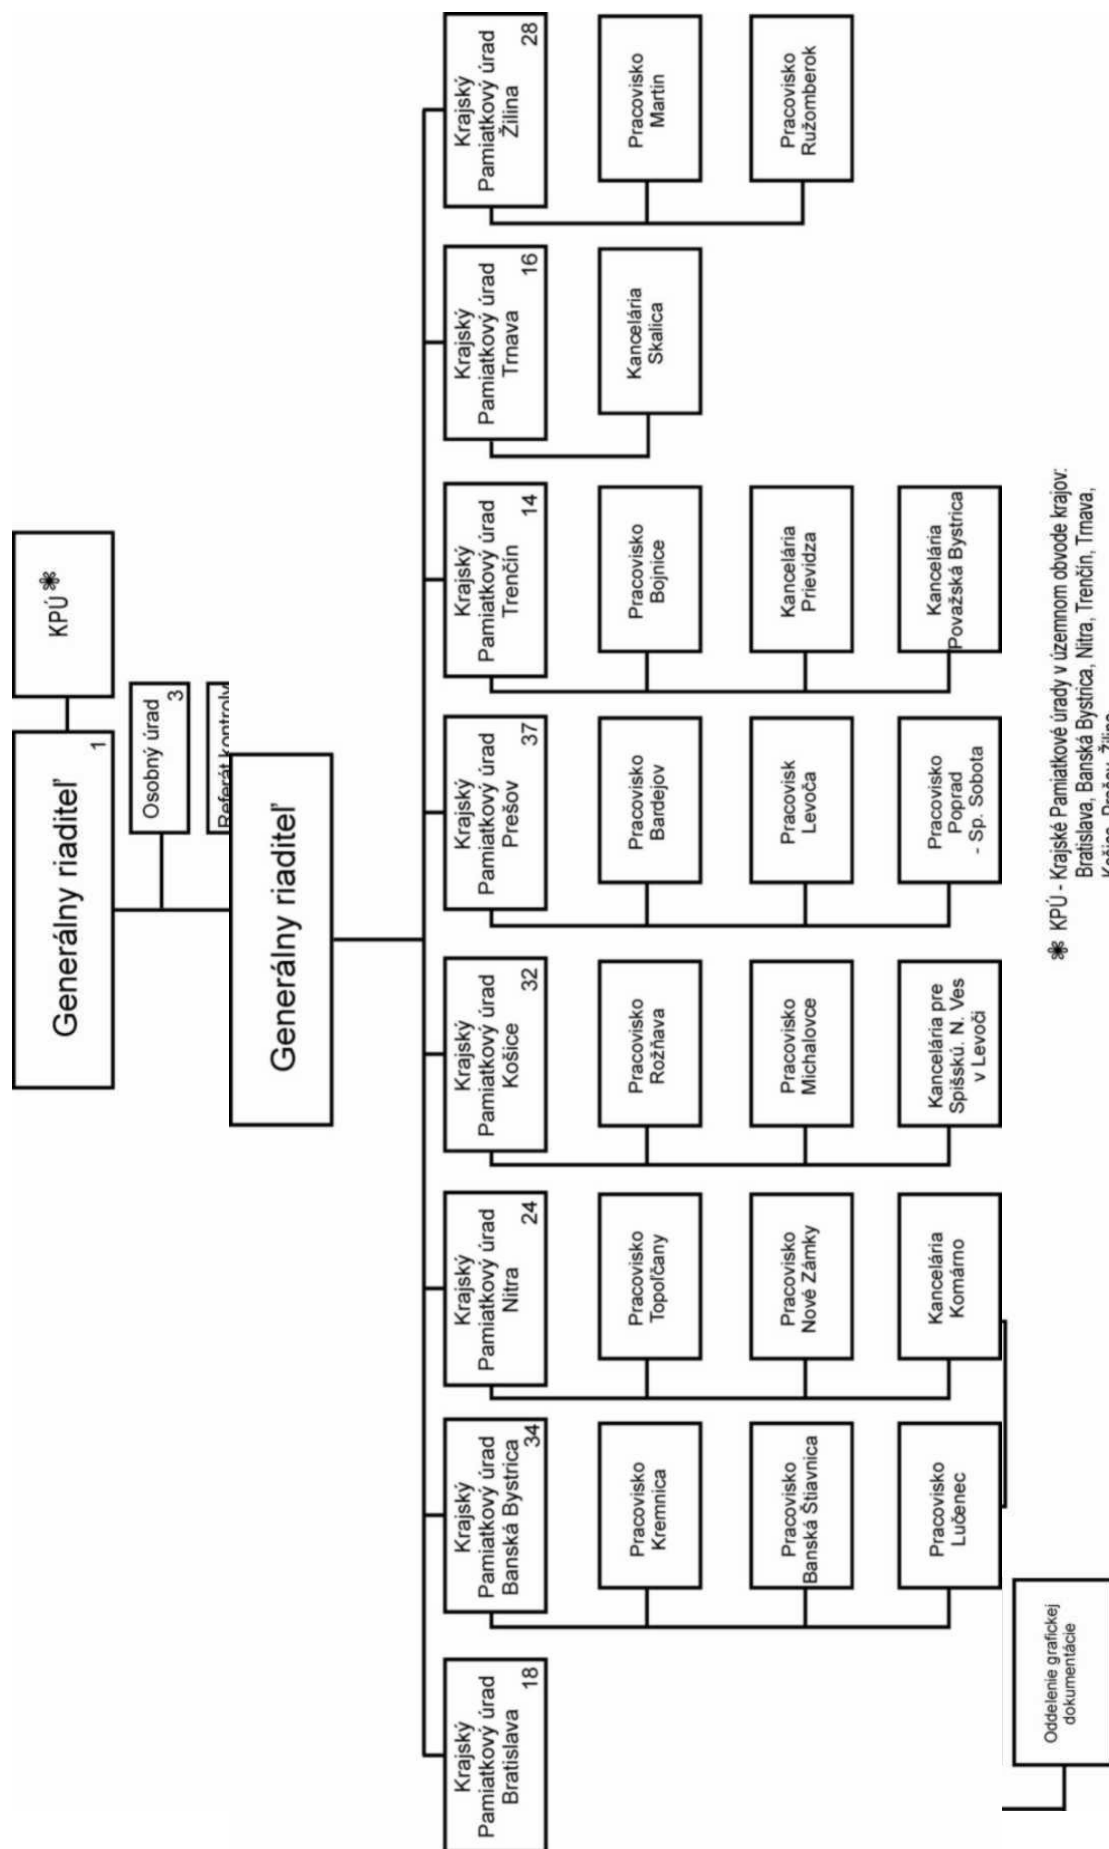 KPÚ ❃
Generálny riaditeľ
1
Osobný úrad
3
Referát kontroly
Generálny riaditeľ
Krajský
Pamiatkový úrad
Bratislava
18
Krajský
Pamiatkový úrad
Banská Bystrica
34
Pracovisko
Kremnica
Pracovisko
Banská Štiavnica
Pracovisko
Lučenec
Krajský
Pamiatkový úrad
Nitra
24
Pracovisko
Topoľčany
Pracovisko
Nové Zámky
Kancelária
Komárno
Krajský
Pamiatkový úrad
Košice
32
Pracovisko
Rožňava
Pracovisko
Michalovce
Kancelária pre
Spišskú. N. Ves
v Levoči
Krajský
Pamiatkový úrad
Prešov
37
Pracovisko
Bardejov
Pracovisk
Levoča
Pracovisko
Poprad
- Sp. Sobota
Krajský
Pamiatkový úrad
Trenčín
14
Pracovisko
Bojnice
Kancelária
Prievidza
Kancelária
Považská Bystrica
Krajský
Pamiatkový úrad
Trnava
16
Kancelária
Skalica
Krajský
Pamiatkový úrad
Žilina
28
Pracovisko
Martin
Pracovisko
Ružomberok
Oddelenie grafickej
dokumentácie
❃ KPÚ - Krajské Pamiatkové úrady v územnom obvode krajov:
Bratislava, Banská Bystrica, Nitra, Trenčín, Trnava,
Košice, Prešov, Žilina